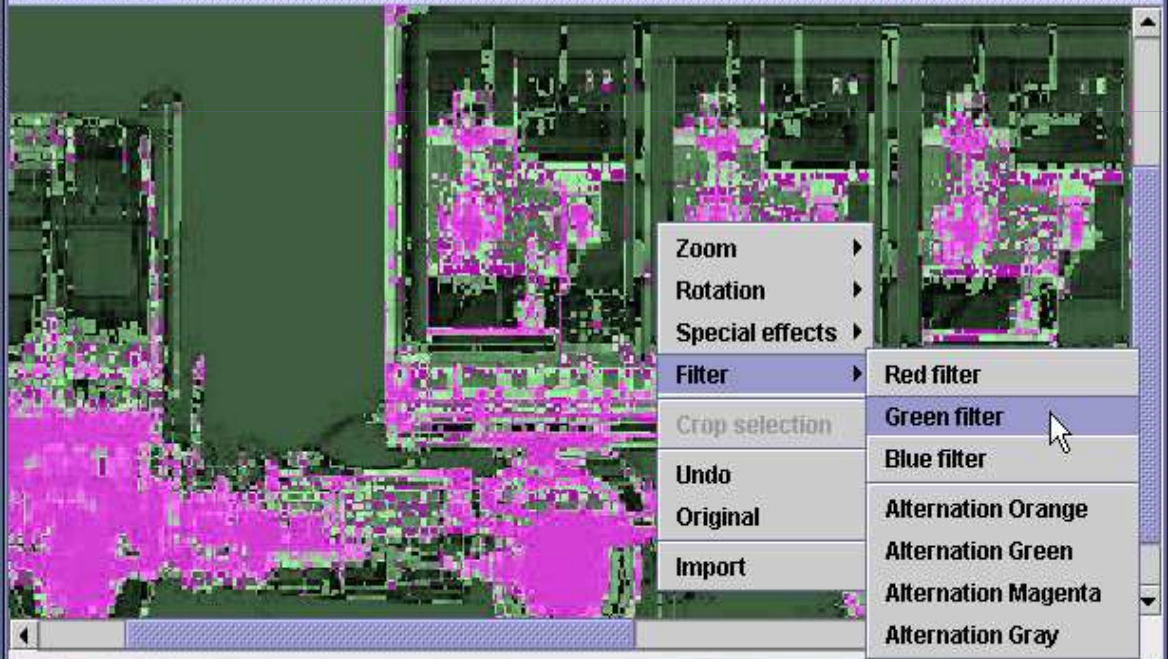 Zoom
Rotation
Special effects
Filter
Crop selection
Undo
Original
Import
Red filter
Green filter
Blue filter
Alternation Orange
Alternation Green
Alternation Magenta
Alternation Gray